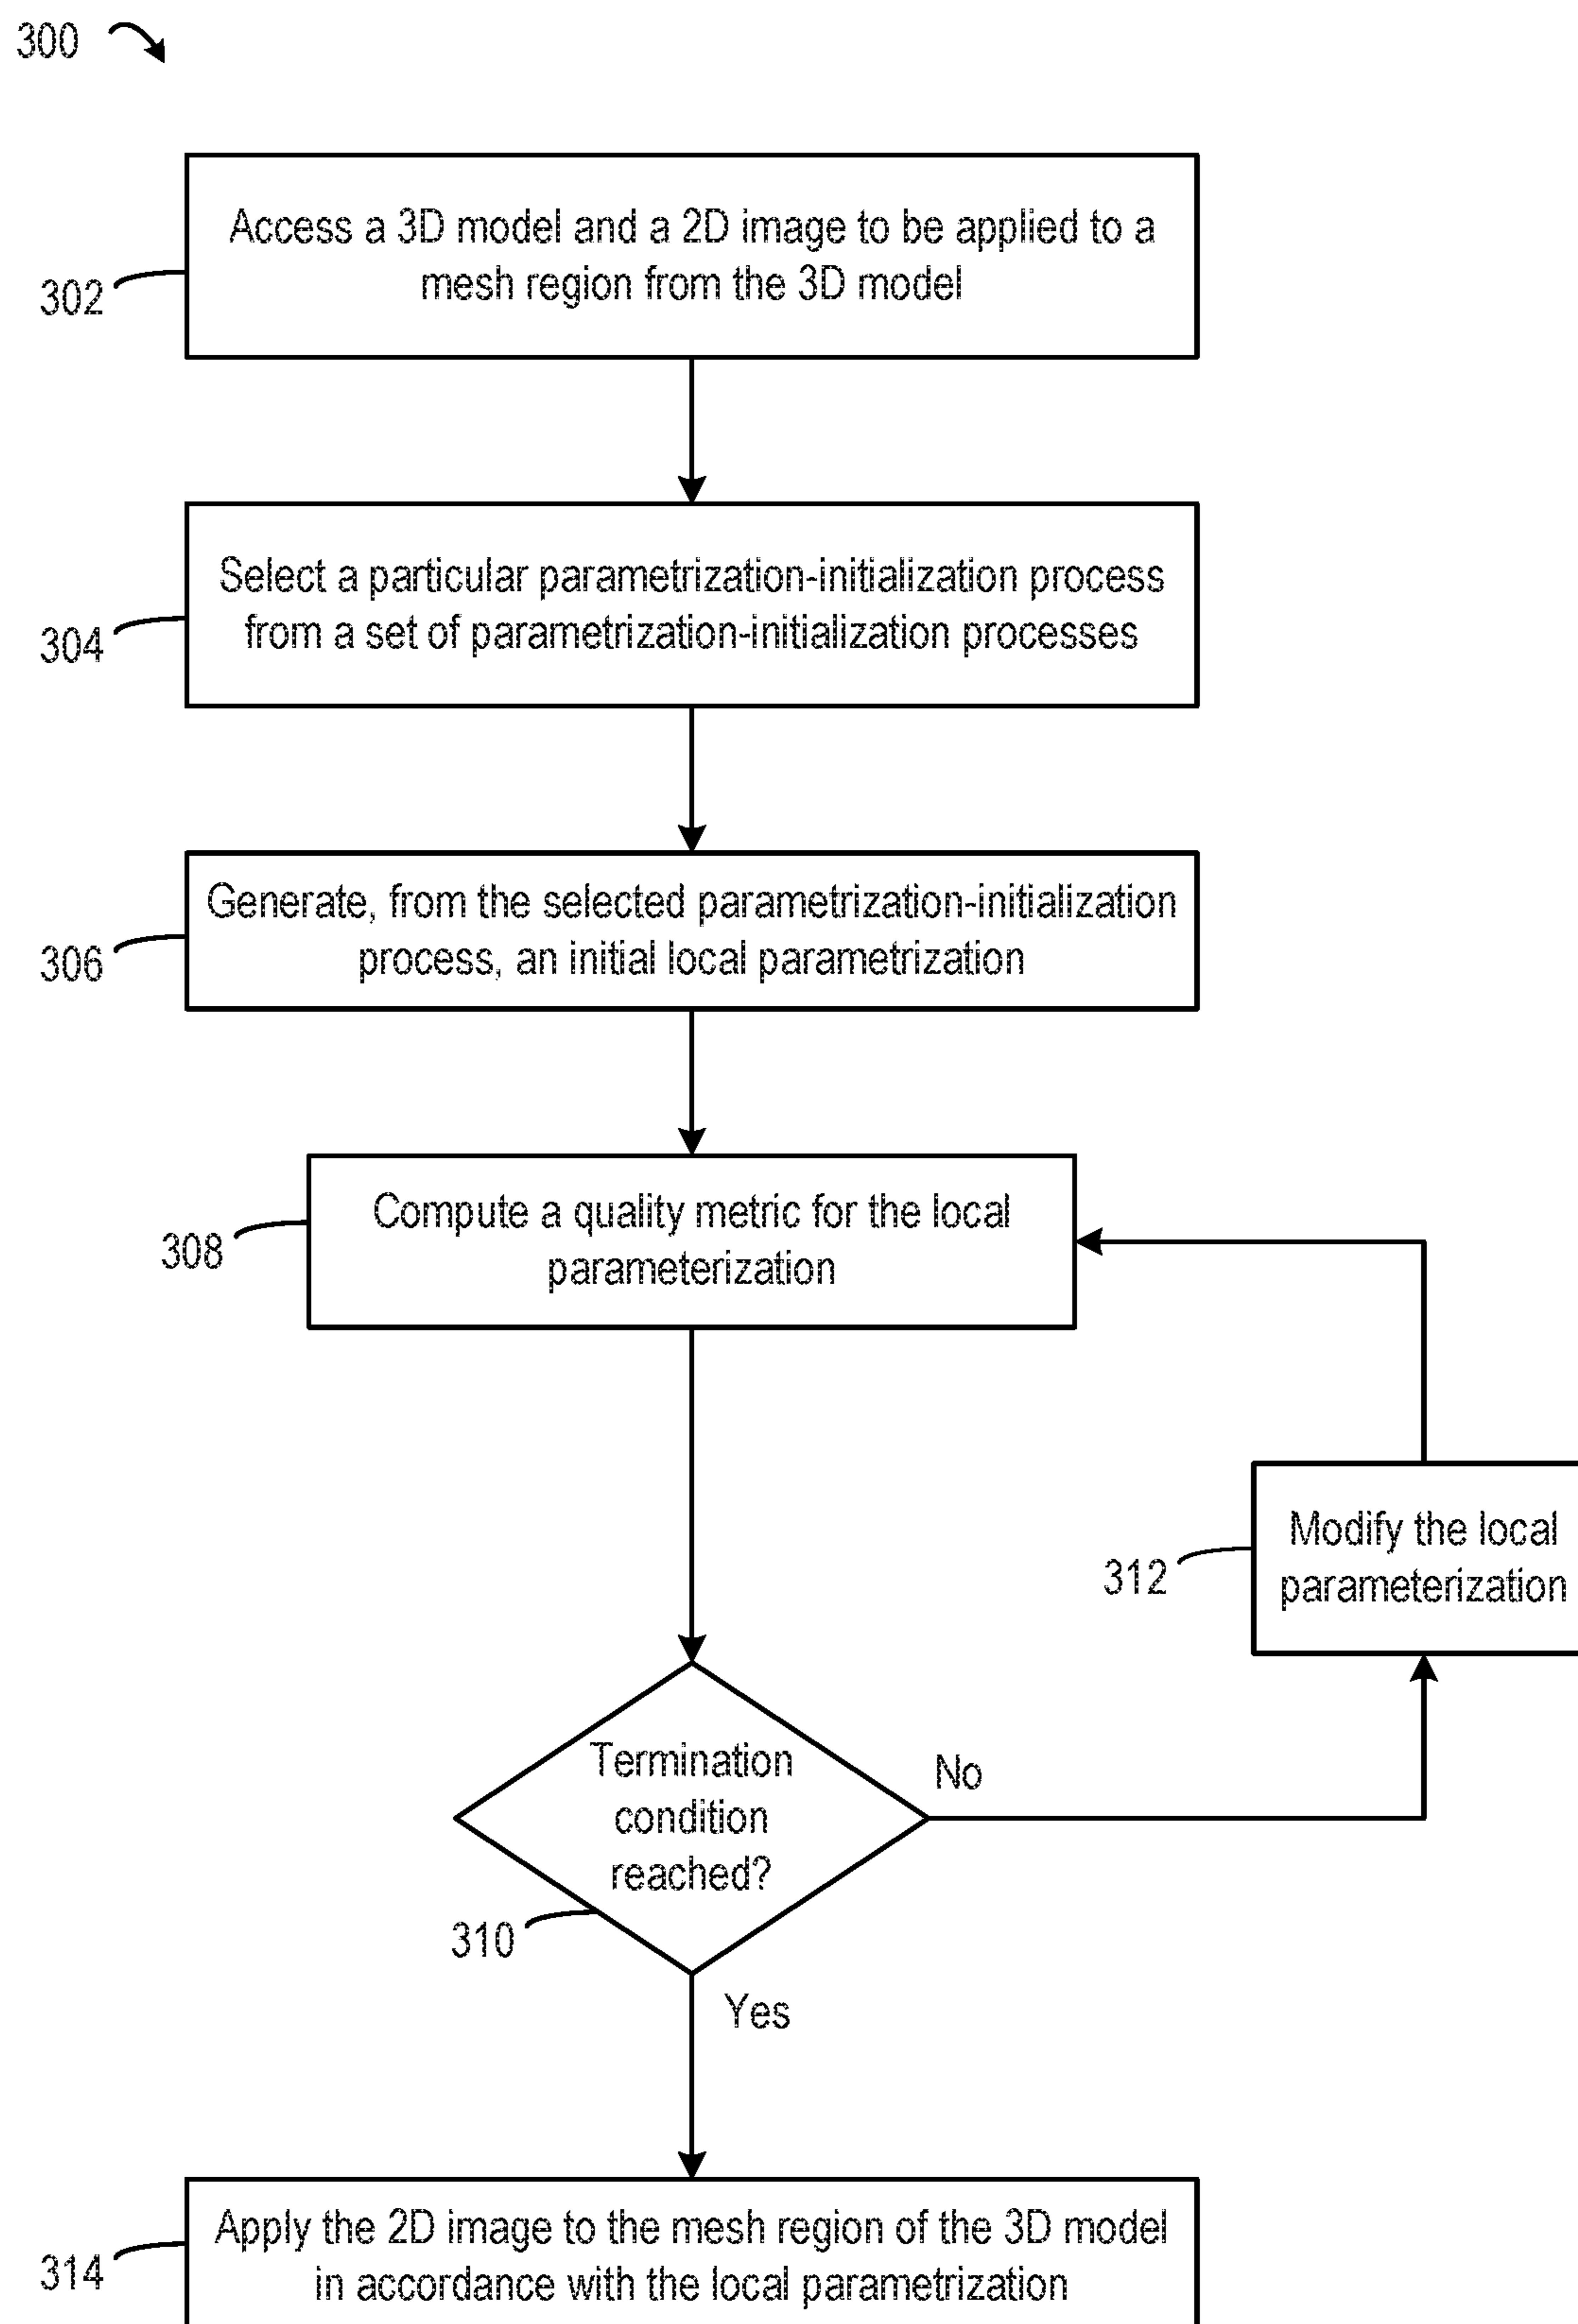 300
Access a 3D model and a 2D image to be applied to a
mesh region from the 3D model
302
Select a particular parametrization-initialization process
from a set of parametrization-initialization processes
304
Generate, from the selected parametrization-initialization
process, an initial local parametrization
306
Compute a quality metric for the local
parameterization
308
Modify the local
parameterization
312
Termination
condition
reached?
No
310
Yes
Apply the 2D image to the mesh region of the 3D model
in accordance with the local parametrization
314